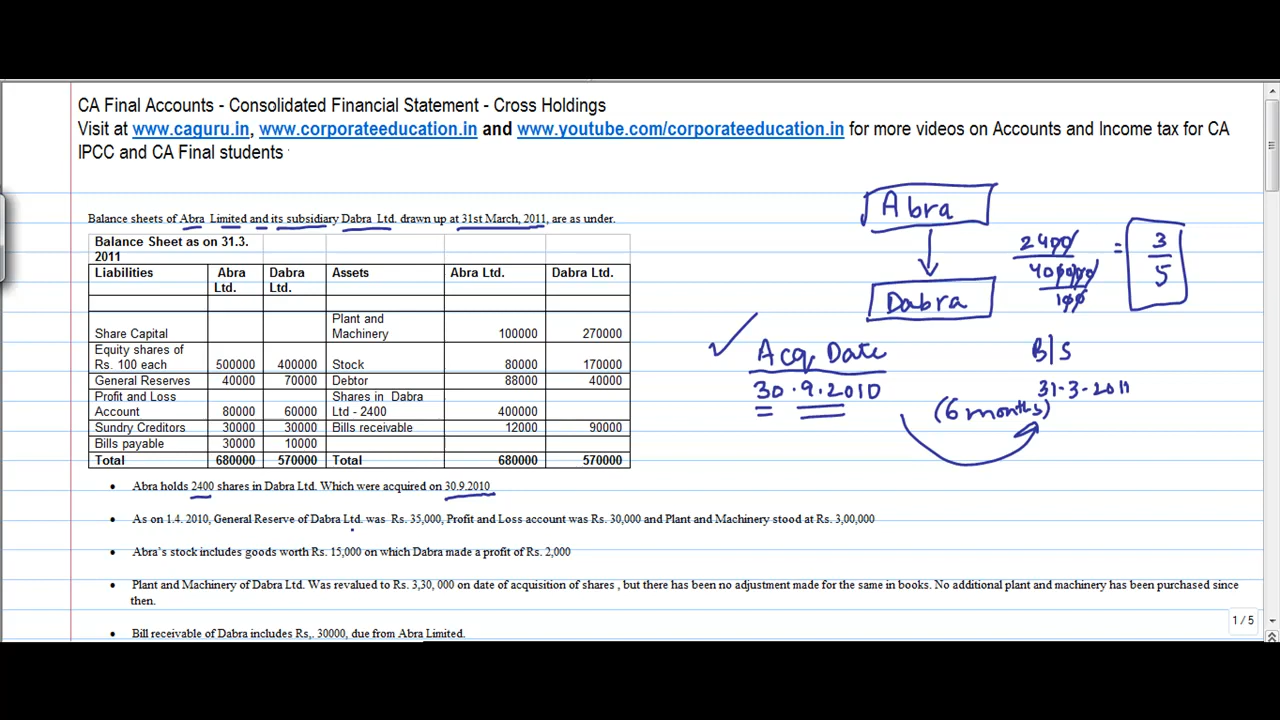 CA Final Accounts - Consolidated Financial Statement - Cross Holdings
Visit at www.caguru.in, www.corporateeducation.in and www.youtube.com/corporateeducation.in for more videos on Accounts and Income tax for CA
IPCC and CA Final students
Balance sheets of Abra Limited and its subsidiary Dabra Ltd. drawn up at 31st March, 2011, are as under.
Balance Sheet as on 31.3.
2011
Liabilities Abra Ltd. Dabra Ltd. Assets Abra Ltd. Dabra Ltd.
Share Capital Plant and Machinery 100000 270000
Equity shares of Rs. 100 each 500000 400000 Stock 80000 170000
General Reserves 40000 70000 Debtor 88000 40000
Profit and Loss Account 80000 60000 Shares in Dabra Ltd - 2400 400000
Sundry Creditors 30000 30000 Bills receivable 12000 90000
Bills payable 30000 10000
Total 680000 570000 Total 680000 570000
Abra holds 2400 shares in Dabra Ltd. Which were acquired on 30.9.2010
As on 1.4. 2010, General Reserve of Dabra Ltd. was Rs. 35,000, Profit and Loss account was Rs. 30,000 and Plant and Machinery stood at Rs. 3,00,000
Abra's stock includes goods worth Rs. 15,000 on which Dabra made a profit of Rs. 2,000
Plant and Machinery of Dabra Ltd. Was revalued to Rs. 3,30, 000 on date of acquisition of shares , but there has been no adjustment made for the same in books. No additional plant and machinery has been purchased since
then.
Bill receivable of Dabra includes Rs,. 30000, due from Abra Limited.
Abra
Dabra
2400
400000
100
= 3
5
Acq. Date
30.9.2010
B/S
31-3-2011
(6 months)
1 / 5